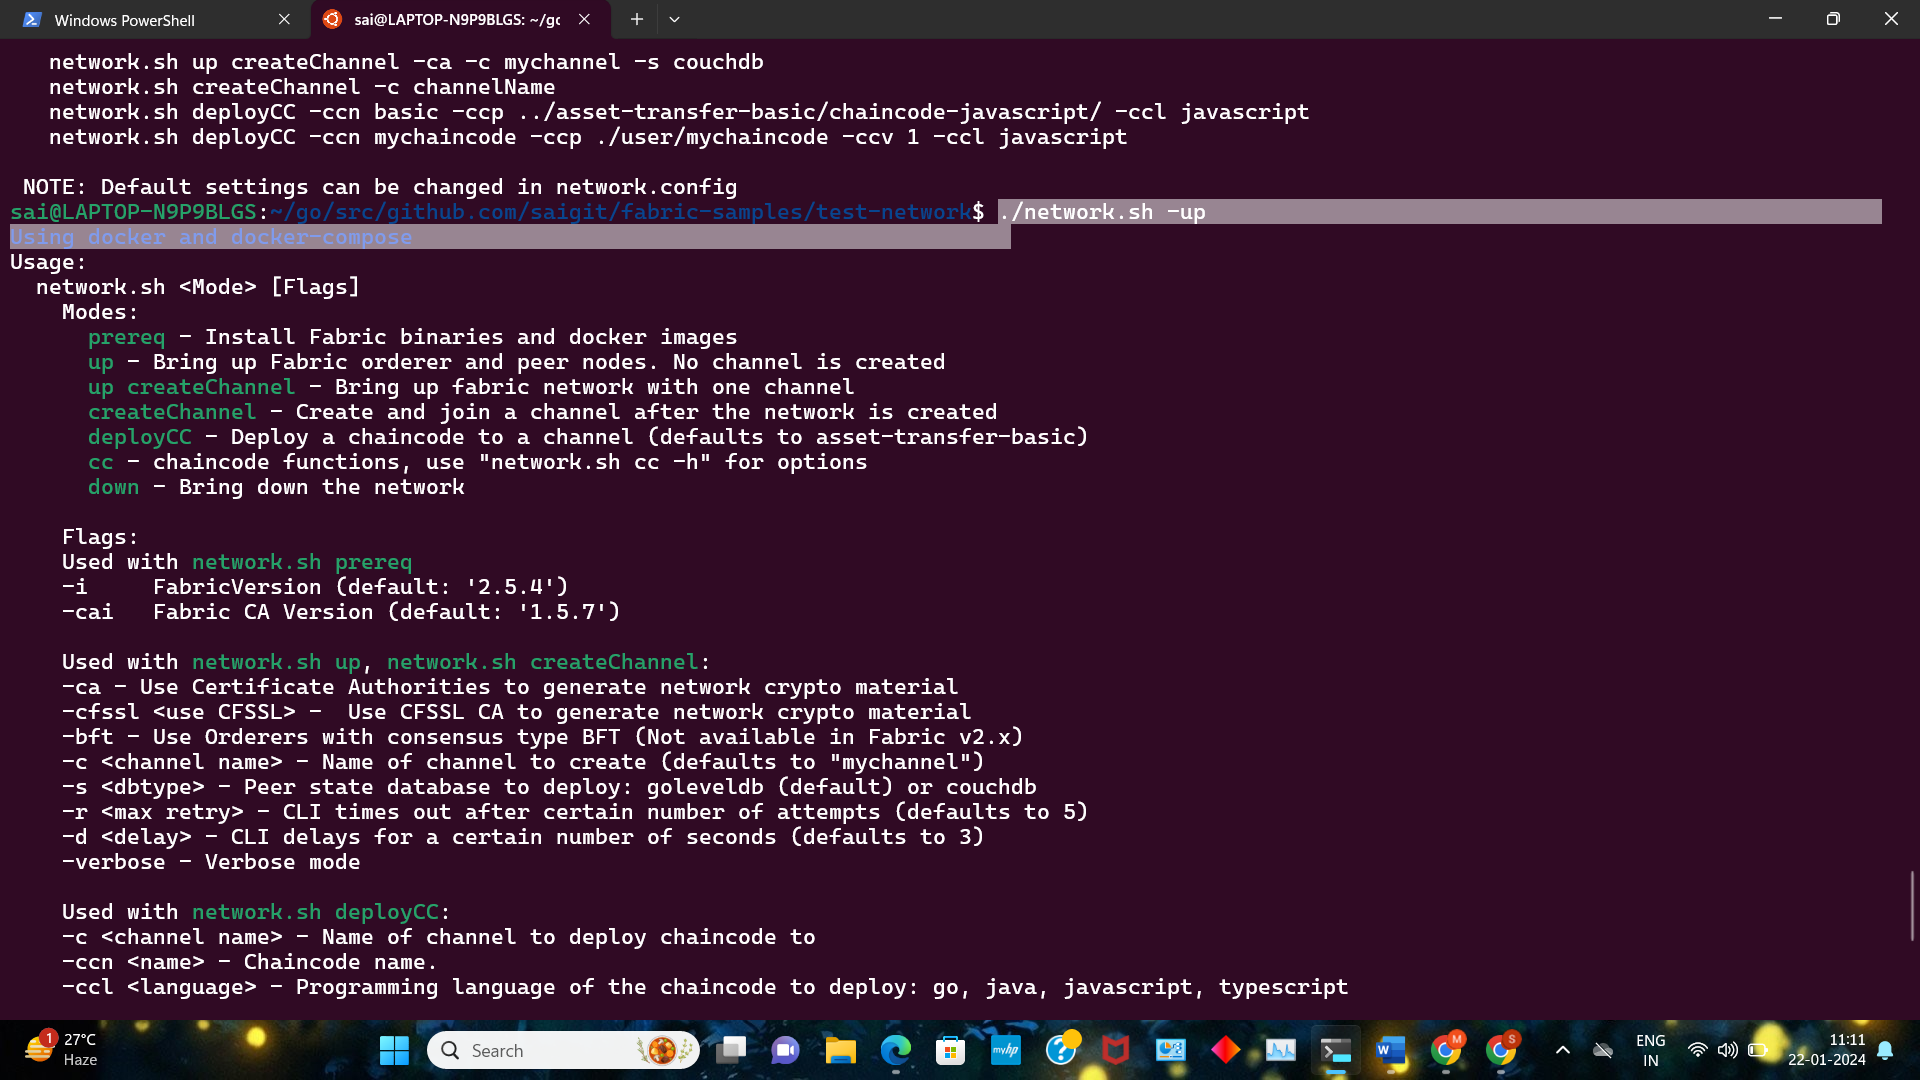 Windows PowerShell
sai@LAPTOP-N9P9BLGS: ~/go
network.sh up createChannel -ca -c mychannel -s couchdb
network.sh createChannel -c channelName
network.sh deployCC -ccn basic -ccp ../asset-transfer-basic/chaincode-javascript/ -ccl javascript
network.sh deployCC -ccn mychaincode -ccp ./user/mychaincode -ccv 1 -ccl javascript
NOTE: Default settings can be changed in network.config
sai@LAPTOP-N9P9BLGS:~/go/src/github.com/saigit/fabric-samples/test-network$ ./network.sh -up
Using docker and docker-compose
Usage:
network.sh <Mode> [Flags]
Modes:
prereq - Install Fabric binaries and docker images
up - Bring up Fabric orderer and peer nodes. No channel is created
up createChannel - Bring up fabric network with one channel
createChannel - Create and join a channel after the network is created
deployCC - Deploy a chaincode to a channel (defaults to asset-transfer-basic)
cc - chaincode functions, use "network.sh cc -h" for options
down - Bring down the network
Flags:
Used with network.sh prereq
-i     FabricVersion (default: '2.5.4')
-cai   Fabric CA Version (default: '1.5.7')
Used with network.sh up, network.sh createChannel:
-ca - Use Certificate Authorities to generate network crypto material
-cfssl <use CFSSL> -  Use CFSSL CA to generate network crypto material
-bft - Use Orderers with consensus type BFT (Not available in Fabric v2.x)
-c <channel name> - Name of channel to create (defaults to "mychannel")
-s <dbtype> - Peer state database to deploy: goleveldb (default) or couchdb
-r <max retry> - CLI times out after certain number of attempts (defaults to 5)
-d <delay> - CLI delays for a certain number of seconds (defaults to 3)
-verbose - Verbose mode
Used with network.sh deployCC:
-c <channel name> - Name of channel to deploy chaincode to
-ccn <name> - Chaincode name.
-ccl <language> - Programming language of the chaincode to deploy: go, java, javascript, typescript
1
27°C
Haze
Search
myhp
W
M
S
ENG
IN
11:11
22-01-2024